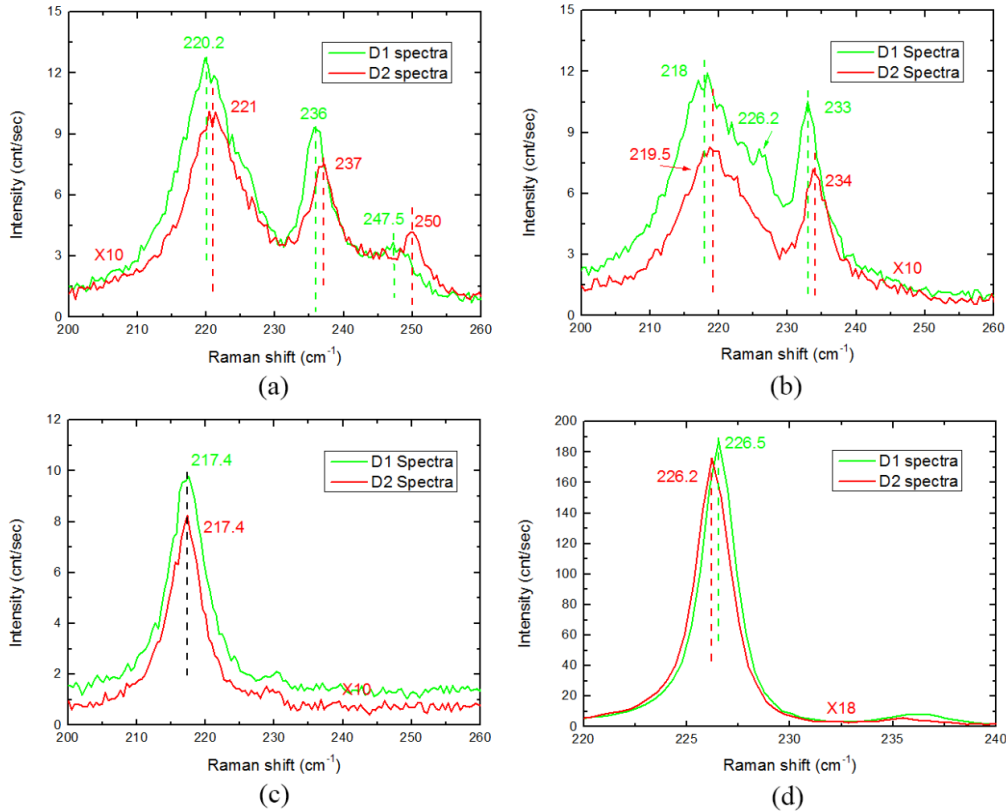 15
12
9
6
3
0
Intensity (cnt/sec)
220.2
221
236
237
247.5
250
X10
D1 spectra
D2 spectra
200 210 220 230 240 250 260
Raman shift (cm⁻¹)
(a)
15
12
9
6
3
0
Intensity (cnt/sec)
218
226.2
233
219.5
234
X10
D1 spectra
D2 Spectra
200 210 220 230 240 250 260
Raman shift (cm⁻¹)
(b)
12
10
8
6
4
2
0
Intensity (cnt/sec)
217.4
217.4
X10
D1 Spectra
D2 Spectra
200 210 220 230 240 250 260
Raman shift (cm⁻¹)
(c)
200
180
160
140
120
100
80
60
40
20
0
Intensity (cnt/sec)
226.5
226.2
X18
D1 Spectra
D2 spectra
220 225 230 235 240
Raman shift (cm⁻¹)
(d)